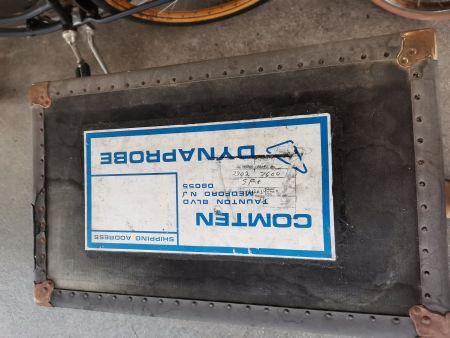 COMTEN
TAUNTON BLVD
MEDFORD N J
08055
SHIPPING ADDRESS
DYNAPROBE